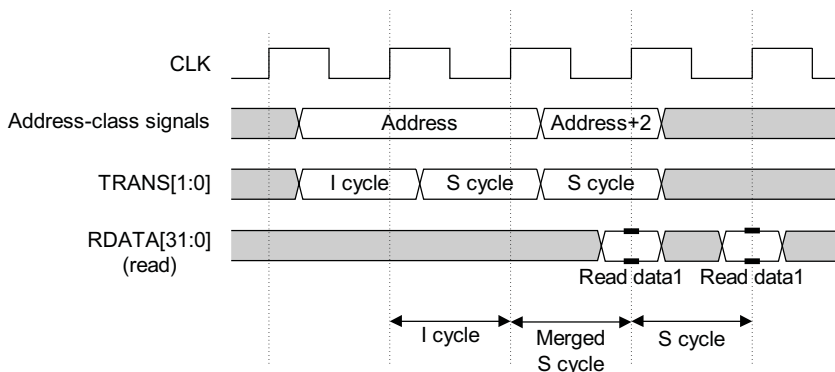 CLK
Address-class signals
Address
Address+2
TRANS[1:0]
I cycle
S cycle
S cycle
RDATA[31:0]
(read)
Read data1
Read data1
I cycle
Merged
S cycle
S cycle